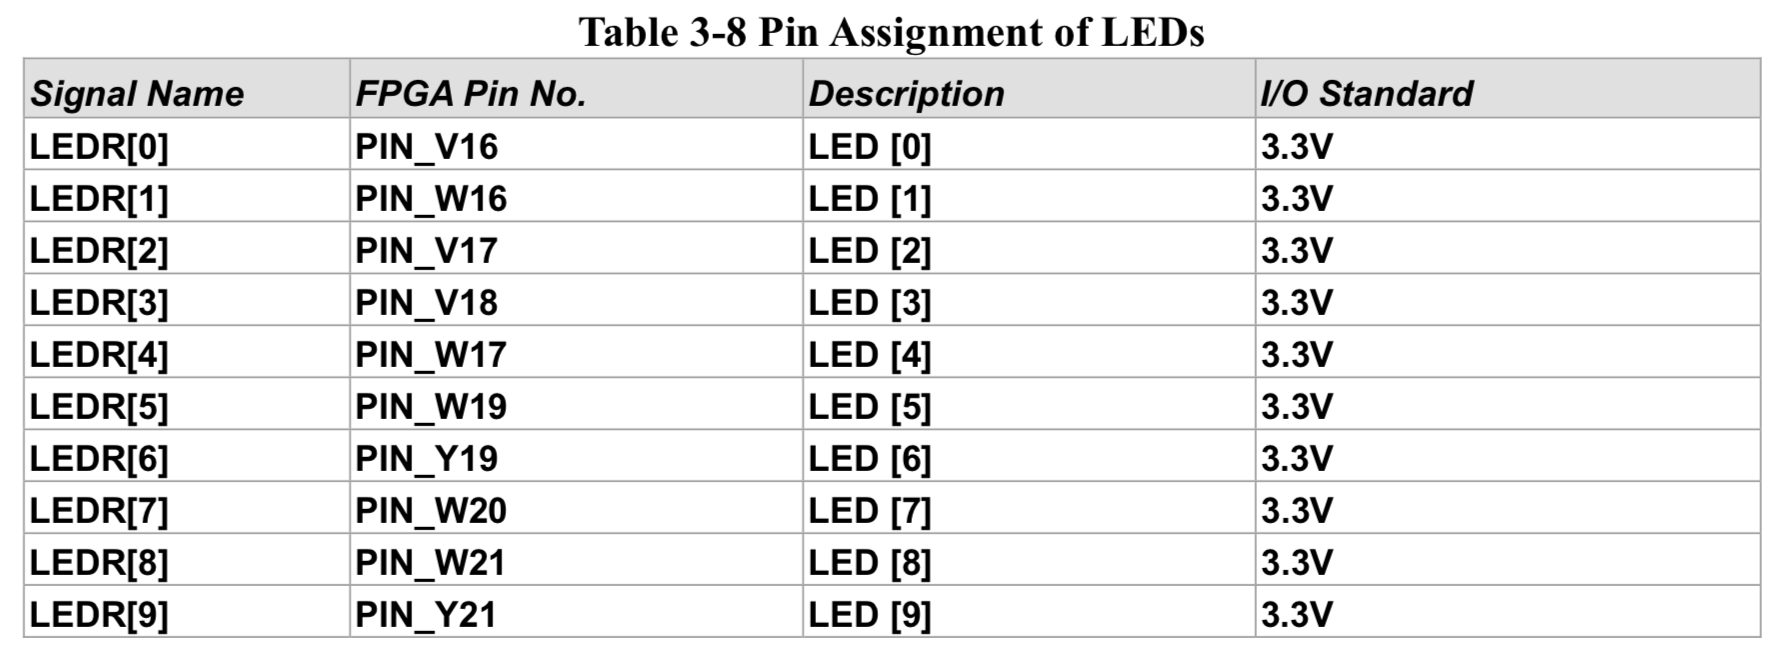 Table 3-8 Pin Assignment of LEDs
Signal Name FPGA Pin No. Description I/O Standard
LEDR[0] PIN_V16 LED [0] 3.3V
LEDR[1] PIN_W16 LED [1] 3.3V
LEDR[2] PIN_V17 LED [2] 3.3V
LEDR[3] PIN_V18 LED [3] 3.3V
LEDR[4] PIN_W17 LED [4] 3.3V
LEDR[5] PIN_W19 LED [5] 3.3V
LEDR[6] PIN_Y19 LED [6] 3.3V
LEDR[7] PIN_W20 LED [7] 3.3V
LEDR[8] PIN_W21 LED [8] 3.3V
LEDR[9] PIN_Y21 LED [9] 3.3V